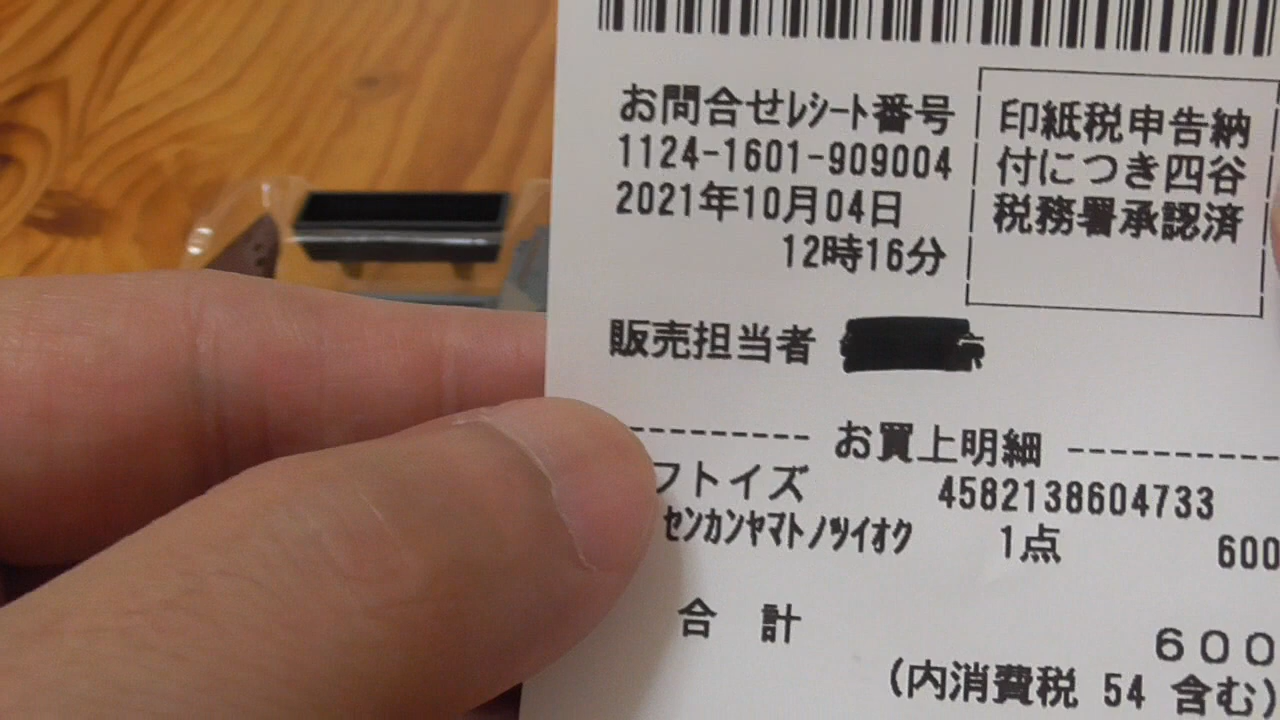 お問合せﾚｼｰﾄ番号
1124-1601-909004
2021年10月04日
12時16分
印紙税申告納
付につき四谷
税務署承認済
販売担当者
お買上明細
フトイズ 4582138604733
ｾﾝｶﾝﾔﾏﾄﾉﾂｲｵｸ 1点 600
合 計 600
(内消費税 54 含む)